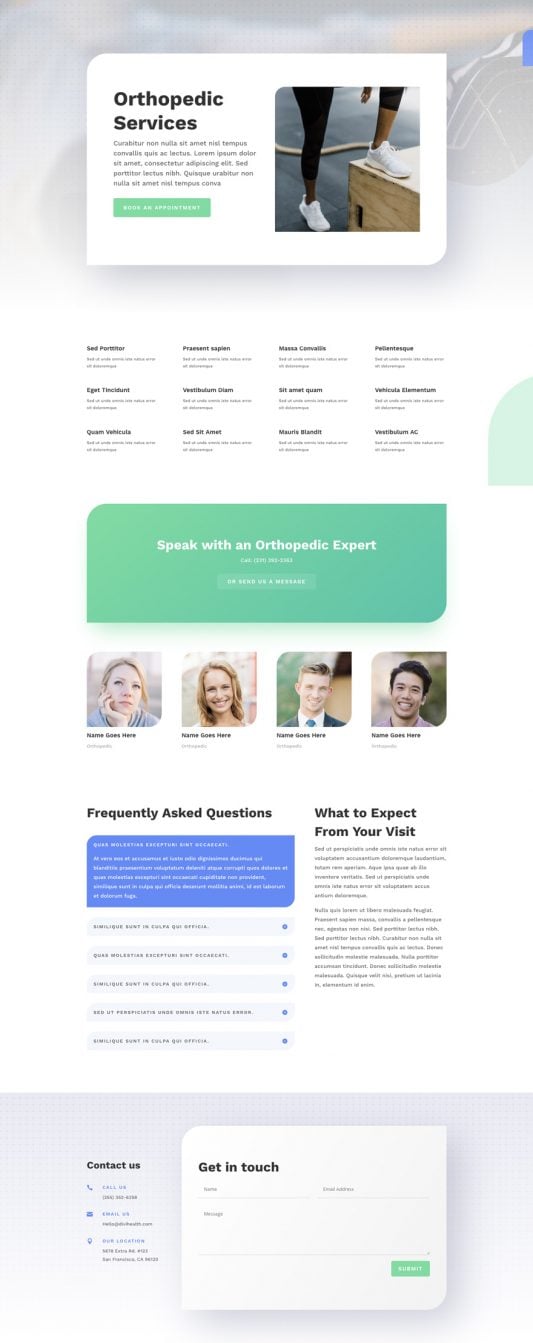 Orthopedic
Services
Curabitur non nulla sit amet nisl tempus
convallis quis ac lectus. Lorem ipsum dolor
sit amet, consectetur adipiscing elit. Sed
porttitor lectus nibh. Quisque urabitur non
nulla sit amet nisl tempus conva
BOOK AN APPOINTMENT
Sed Porttitor
Sed ut unde omnis iste natus error
sit doloremque
Praesent sapien
Sed ut unde omnis iste natus error
sit doloremque
Massa Convallis
Sed ut unde omnis iste natus error
sit doloremque
Pellentesque
Sed ut unde omnis iste natus error
sit doloremque
Eget Tincidunt
Sed ut unde omnis iste natus error
sit doloremque
Vestibulum Diam
Sed ut unde omnis iste natus error
sit doloremque
Sit amet quam
Sed ut unde omnis iste natus error
sit doloremque
Vehicula Elementum
Sed ut unde omnis iste natus error
sit doloremque
Quam Vehicula
Sed ut unde omnis iste natus error
sit doloremque
Sed Sit Amet
Sed ut unde omnis iste natus error
sit doloremque
Mauris Blandit
Sed ut unde omnis iste natus error
sit doloremque
Vestibulum AC
Sed ut unde omnis iste natus error
sit doloremque
Speak with an Orthopedic Expert
Call: (231) 392-2363
OR SEND US A MESSAGE
Name Goes Here
Orthopedic
Name Goes Here
Orthopedic
Name Goes Here
Orthopedic
Name Goes Here
Orthopedic
Frequently Asked Questions
QUAS MOLESTIAS EXCEPTURI SINT OCCAECATI.
At vero eos et accusamus et iusto odio dignissimos ducimus qui
blanditiis praesentium voluptatum deleniti atque corrupti quos dolores et
quas molestias excepturi sint occaecati cupiditate non provident,
similique sunt in culpa qui officia deserunt mollitia animi, id est laborum
et dolorum fuga.
SIMILIQUE SUNT IN CULPA QUI OFFICIA.
QUAS MOLESTIAS EXCEPTURI SINT OCCAECATI.
SIMILIQUE SUNT IN CULPA QUI OFFICIA.
SED UT PERSPICIATIS UNDE OMNIS ISTE NATUS ERROR.
SIMILIQUE SUNT IN CULPA QUI OFFICIA.
What to Expect
From Your Visit
Sed ut perspiciatis unde omnis iste natus error sit
voluptatem accusantium doloremque laudantium,
totam rem aperiam. Aque ipsa quae ab illo
inventore veritatis. Sed ut perspiciatis unde
omnis iste natus error sit voluptatem accus
antium doloremque.
Nulla quis lorem ut libero malesuada feugiat.
Praesent sapien massa, convallis a pellentesque
nec, egestas non nisi. Sed porttitor lectus nibh.
Sed porttitor lectus nibh. Curabitur non nulla sit
amet nisl tempus convallis quis ac lectus. Donec
sollicitudin molestie malesuada. Nulla porttitor
accumsan tincidunt. Donec sollicitudin molestie
malesuada. Quisque velit nisi, pretium ut lacinia
in, elementum id enim.
Contact us
CALL US
(255) 352-6258
EMAIL US
Hello@divihealth.com
OUR LOCATION
5678 Extra Rd. #123
San Francisco, CA 96120
Get in touch
Name
Email Address
Message
SUBMIT